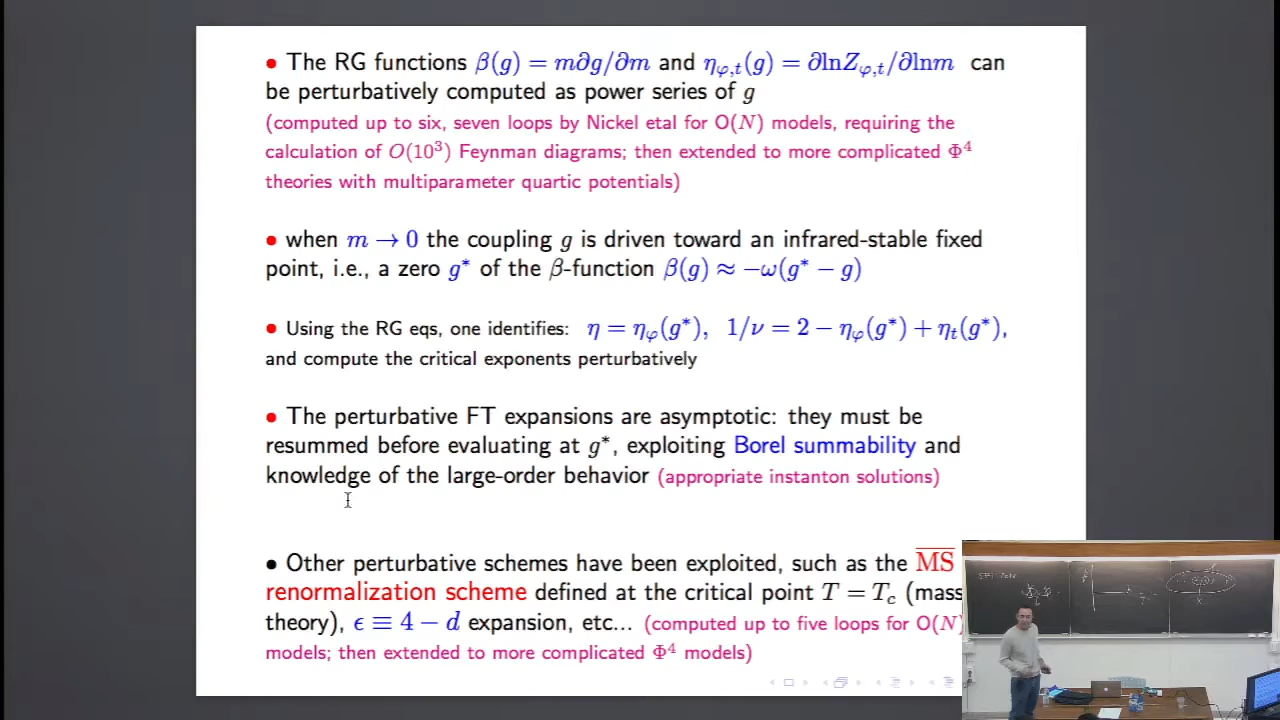 • The RG functions β(g) = m∂g/∂m and η_{φ,t}(g) = ∂lnZ_{φ,t}/∂lnm can
be perturbatively computed as power series of g
(computed up to six, seven loops by Nickel etal for O(N) models, requiring the
calculation of O(10³) Feynman diagrams; then extended to more complicated Φ⁴
theories with multiparameter quartic potentials)
• when m → 0 the coupling g is driven toward an infrared-stable fixed
point, i.e., a zero g* of the β-function β(g) ≈ −ω(g* − g)
• Using the RG eqs, one identifies: η = η_φ(g*), 1/ν = 2 − η_φ(g*) + η_t(g*),
and compute the critical exponents perturbatively
• The perturbative FT expansions are asymptotic: they must be
resummed before evaluating at g*, exploiting Borel summability and
knowledge of the large-order behavior (appropriate instanton solutions)
• Other perturbative schemes have been exploited, such as the M̅S̅
renormalization scheme defined at the critical point T = T_c (mass
theory), ϵ ≡ 4 − d expansion, etc... (computed up to five loops for O(N)
models; then extended to more complicated Φ⁴ models)